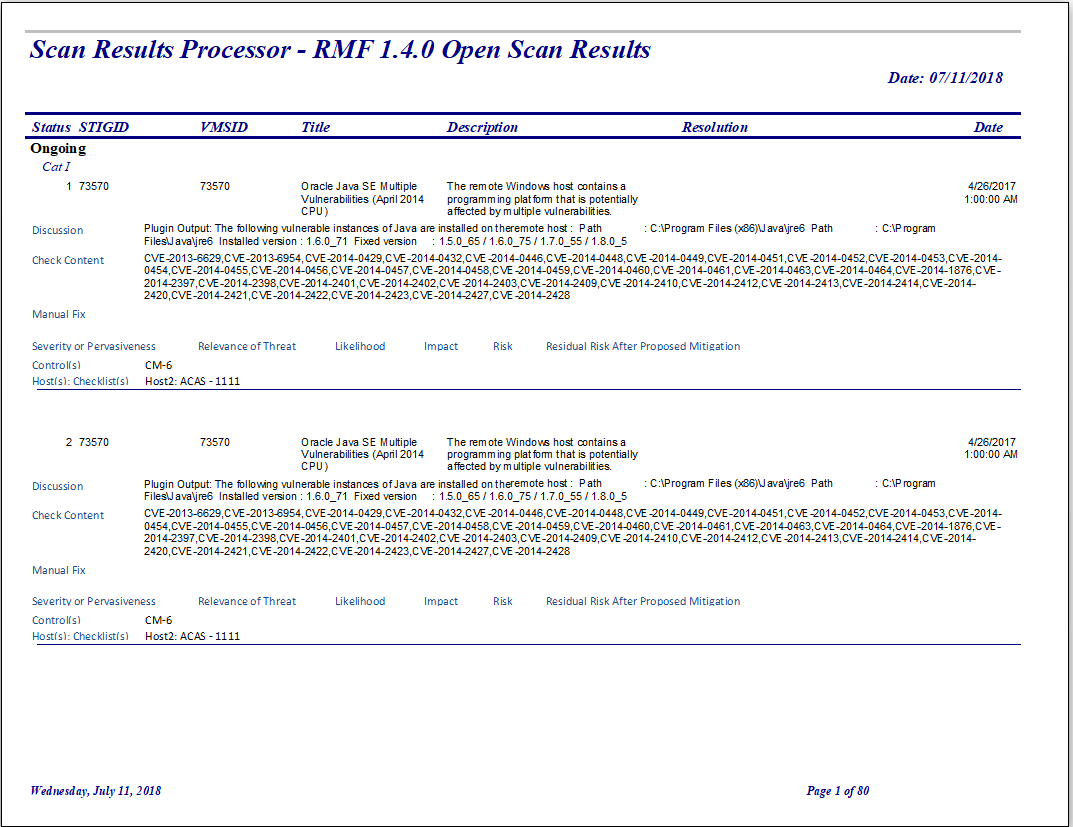 Scan Results Processor - RMF 1.4.0 Open Scan Results
Date: 07/11/2018
Status STIGID VMSID Title Description Resolution Date
Ongoing
Cat I
1 73570 73570 Oracle Java SE Multiple The remote Windows host contains a 4/26/2017
Vulnerabilities (April 2014 programming platform that is potentially 1:00:00 AM
CPU) affected by multiple vulnerabilities.
Discussion Plugin Output: The following vulnerable instances of Java are installed on theremote host : Path : C:\Program Files (x86)\Java\jre6 Path : C:\Program
Files\Java\jre6 Installed version : 1.6.0_71 Fixed version : 1.5.0_65 / 1.6.0_75 / 1.7.0_55 / 1.8.0_5
Check Content CVE-2013-6629,CVE-2013-6954,CVE-2014-0429,CVE-2014-0432,CVE-2014-0446,CVE-2014-0448,CVE-2014-0449,CVE-2014-0451,CVE-2014-0452,CVE-2014-0453,CVE-2014-
0454,CVE-2014-0455,CVE-2014-0456,CVE-2014-0457,CVE-2014-0458,CVE-2014-0459,CVE-2014-0460,CVE-2014-0461,CVE-2014-0463,CVE-2014-0464,CVE-2014-1876,CVE-
2014-2397,CVE-2014-2398,CVE-2014-2401,CVE-2014-2402,CVE-2014-2403,CVE-2014-2409,CVE-2014-2410,CVE-2014-2412,CVE-2014-2413,CVE-2014-2414,CVE-2014-
2420,CVE-2014-2421,CVE-2014-2422,CVE-2014-2423,CVE-2014-2427,CVE-2014-2428
Manual Fix
Severity or Pervasiveness Relevance of Threat Likelihood Impact Risk Residual Risk After Proposed Mitigation
Control(s) CM-6
Host(s): Checklist(s) Host2: ACAS - 1111
2 73570 73570 Oracle Java SE Multiple The remote Windows host contains a 4/26/2017
Vulnerabilities (April 2014 programming platform that is potentially 1:00:00 AM
CPU) affected by multiple vulnerabilities.
Discussion Plugin Output: The following vulnerable instances of Java are installed on theremote host : Path : C:\Program Files (x86)\Java\jre6 Path : C:\Program
Files\Java\jre6 Installed version : 1.6.0_71 Fixed version : 1.5.0_65 / 1.6.0_75 / 1.7.0_55 / 1.8.0_5
Check Content CVE-2013-6629,CVE-2013-6954,CVE-2014-0429,CVE-2014-0432,CVE-2014-0446,CVE-2014-0448,CVE-2014-0449,CVE-2014-0451,CVE-2014-0452,CVE-2014-0453,CVE-2014-
0454,CVE-2014-0455,CVE-2014-0456,CVE-2014-0457,CVE-2014-0458,CVE-2014-0459,CVE-2014-0460,CVE-2014-0461,CVE-2014-0463,CVE-2014-0464,CVE-2014-1876,CVE-
2014-2397,CVE-2014-2398,CVE-2014-2401,CVE-2014-2402,CVE-2014-2403,CVE-2014-2409,CVE-2014-2410,CVE-2014-2412,CVE-2014-2413,CVE-2014-2414,CVE-2014-
2420,CVE-2014-2421,CVE-2014-2422,CVE-2014-2423,CVE-2014-2427,CVE-2014-2428
Manual Fix
Severity or Pervasiveness Relevance of Threat Likelihood Impact Risk Residual Risk After Proposed Mitigation
Control(s) CM-6
Host(s): Checklist(s) Host2: ACAS - 1111
Wednesday, July 11, 2018 Page 1 of 80